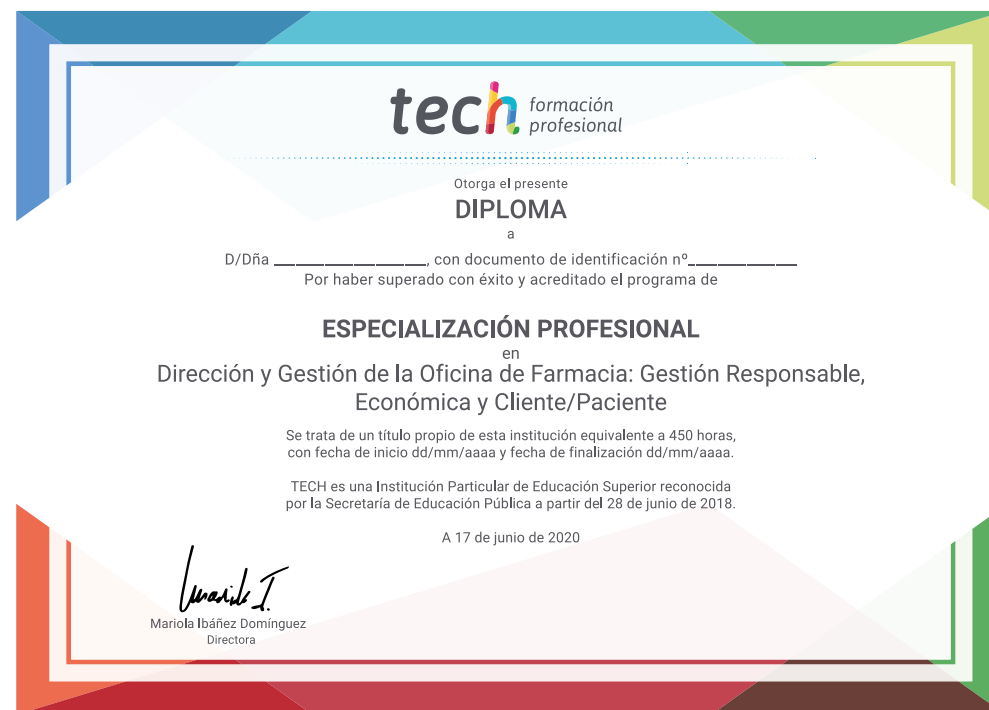 tech formación
profesional
Otorga el presente
DIPLOMA
a
D/Dña ____________________, con documento de identificación nº______________
Por haber superado con éxito y acreditado el programa de
ESPECIALIZACIÓN PROFESIONAL
en
Dirección y Gestión de la Oficina de Farmacia: Gestión Responsable,
Económica y Cliente/Paciente
Se trata de un título propio de esta institución equivalente a 450 horas,
con fecha de inicio dd/mm/aaaa y fecha de finalización dd/mm/aaaa.
TECH es una Institución Particular de Educación Superior reconocida
por la Secretaría de Educación Pública a partir del 28 de junio de 2018.
A 17 de junio de 2020
Mariola I.
Mariola Ibáñez Domínguez
Directora